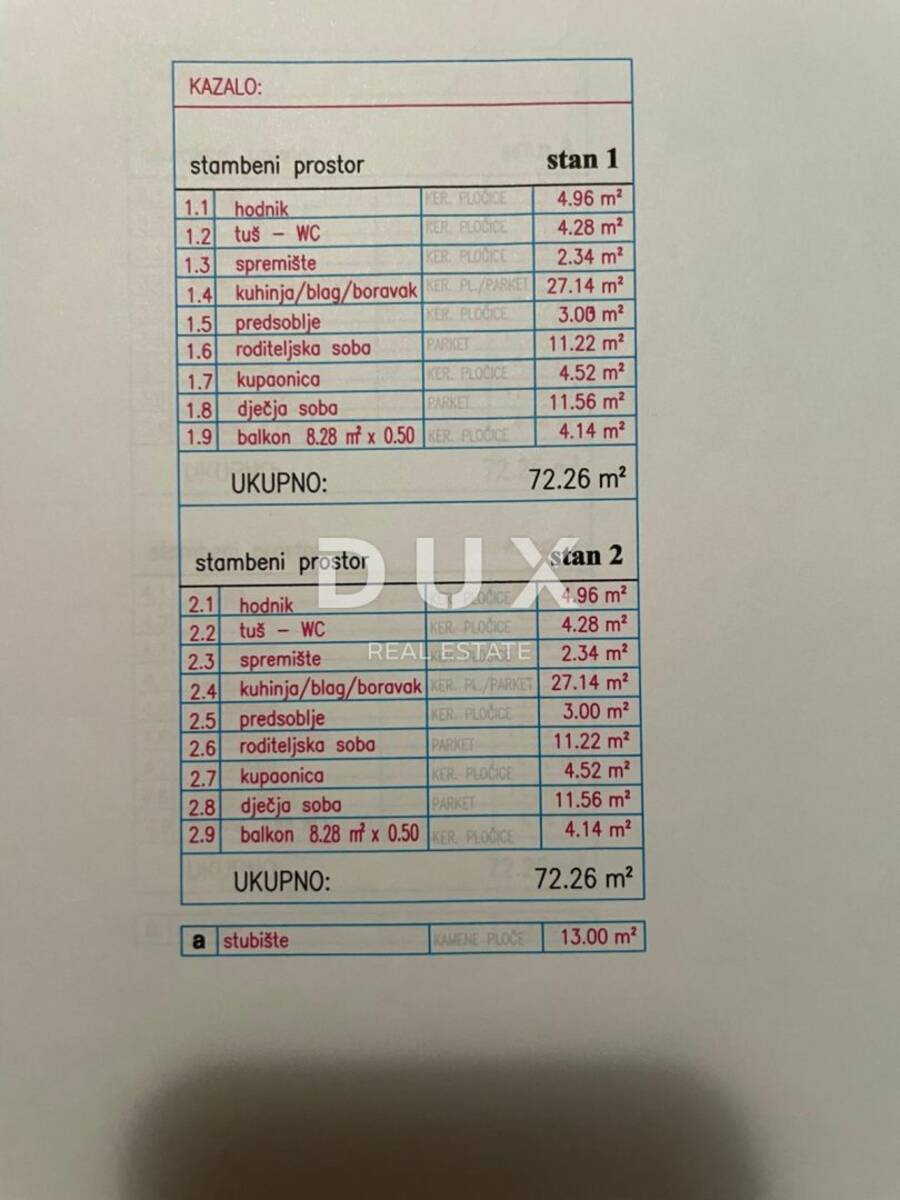 KAZALO:
stambeni prostor stan 1
1.1 hodnik KER. PLOČICE 4.96 m²
1.2 tuš – WC KER. PLOČICE 4.28 m²
1.3 spremište KER. PLOČICE 2.34 m²
1.4 kuhinja/blag/boravak KER. PL./PARKET 27.14 m²
1.5 predsoblje KER. PLOČICE 3.00 m²
1.6 roditeljska soba PARKET 11.22 m²
1.7 kupaonica KER. PLOČICE 4.52 m²
1.8 dječja soba PARKET 11.56 m²
1.9 balkon 8.28 m² x 0.50 KER. PLOČICE 4.14 m²
UKUPNO: 72.26 m²
DUX
stambeni prostor stan 2
2.1 hodnik KER. PLOČICE 4.96 m²
2.2 tuš – WC KER. PLOČICE 4.28 m²
REAL ESTATE
2.3 spremište 2.34 m²
2.4 kuhinja/blag/boravak KER. PL./PARKET 27.14 m²
2.5 predsoblje KER. PLOČICE 3.00 m²
2.6 roditeljska soba PARKET 11.22 m²
2.7 kupaonica KER. PLOČICE 4.52 m²
2.8 dječja soba PARKET 11.56 m²
2.9 balkon 8.28 m² x 0.50 KER. PLOČICE 4.14 m²
UKUPNO: 72.26 m²
a stubište KAMENE PLOČE 13.00 m²